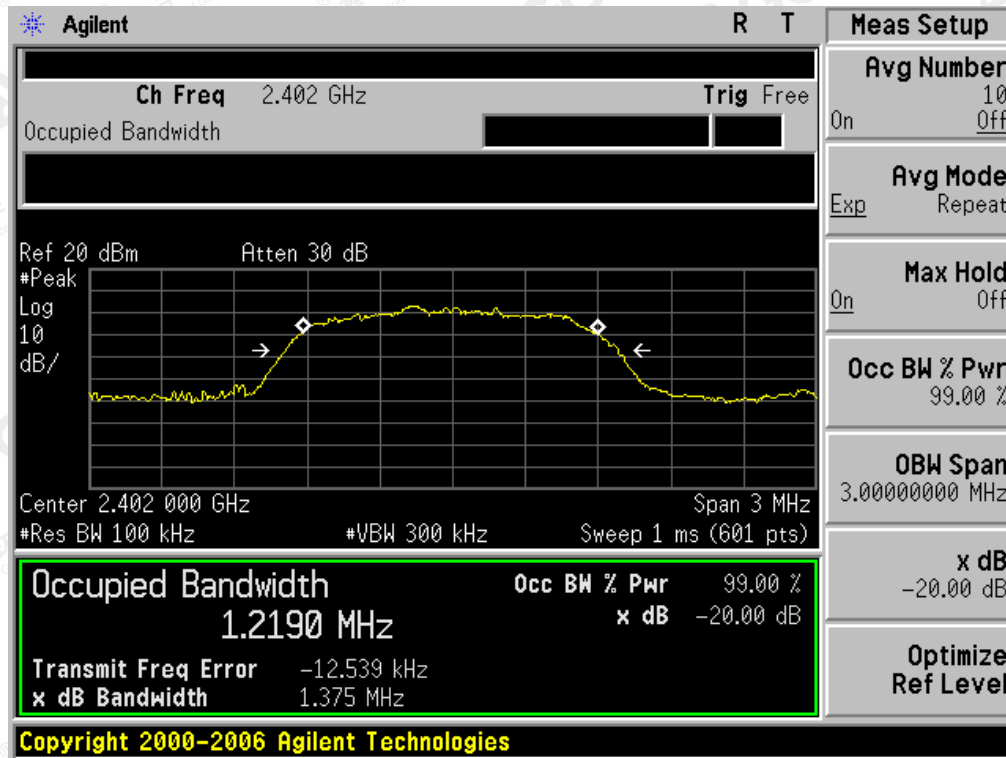 Agilent R T
Ch Freq 2.402 GHz Trig Free
Occupied Bandwidth
Ref 20 dBm Atten 30 dB
#Peak
Log
10
dB/
Center 2.402 000 GHz Span 3 MHz
#Res BW 100 kHz #VBW 300 kHz Sweep 1 ms (601 pts)
Occupied Bandwidth Occ BW % Pwr 99.00 %
1.2190 MHz x dB -20.00 dB
Transmit Freq Error -12.539 kHz
x dB Bandwidth 1.375 MHz
Copyright 2000-2006 Agilent Technologies
Meas Setup
Avg Number
10
On Off
Avg Mode
Exp Repeat
Max Hold
On Off
Occ BW % Pwr
99.00 %
OBW Span
3.00000000 MHz
x dB
-20.00 dB
Optimize
Ref Level